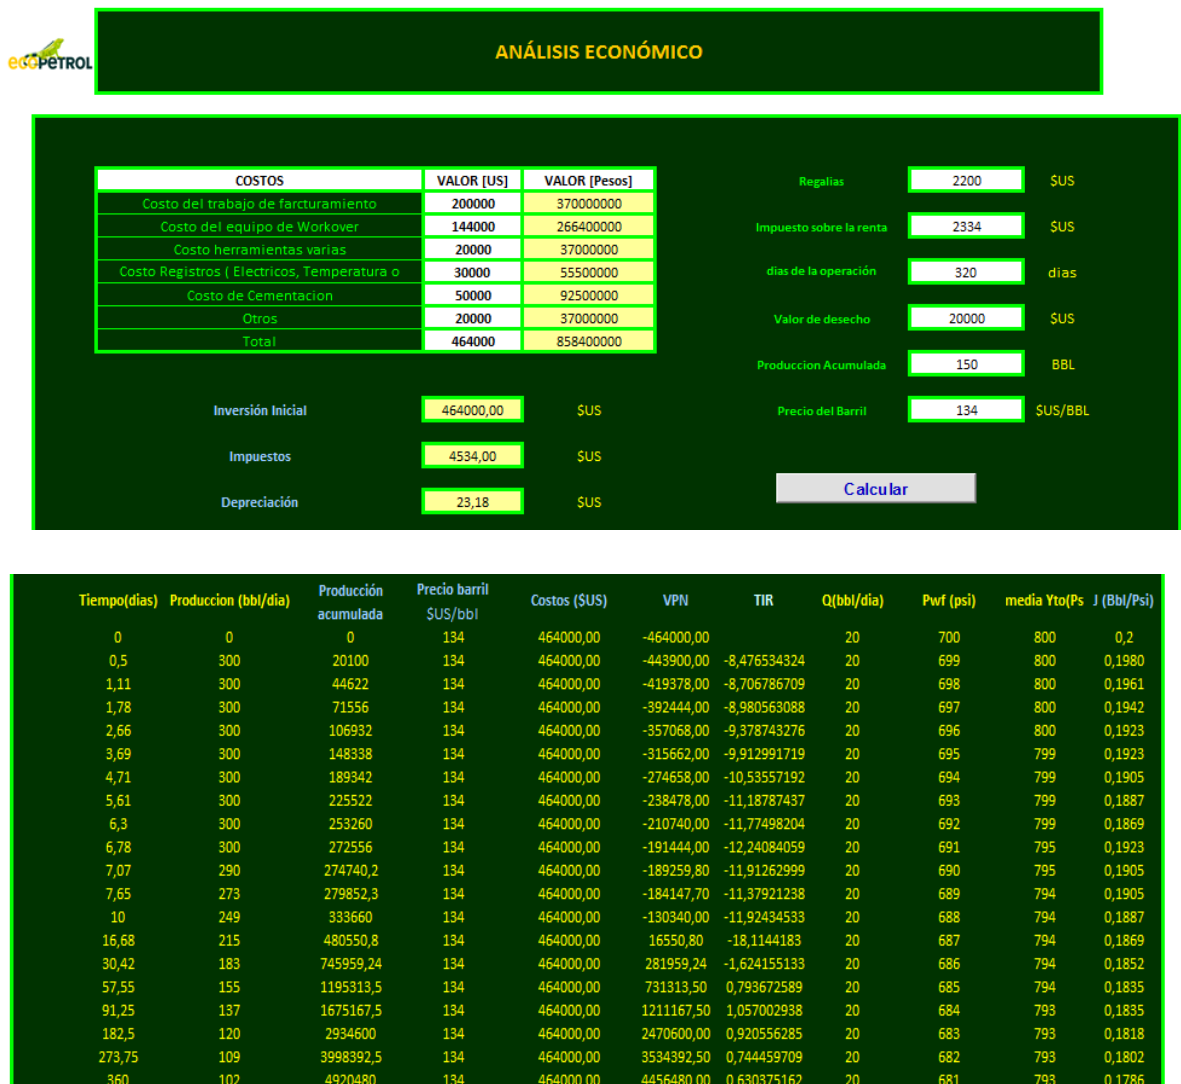 ecoPETROL
ANÁLISIS ECONÓMICO
COSTOS VALOR [US] VALOR [Pesos]
Costo del trabajo de farcturamiento 200000 370000000
Costo del equipo de Workover 144000 266400000
Costo herramientas varias 20000 37000000
Costo Registros ( Electricos, Temperatura o 30000 55500000
Costo de Cementacion 50000 92500000
Otros 20000 37000000
Total 464000 858400000
Inversión Inicial 464000,00 $US
Impuestos 4534,00 $US
Depreciación 23,18 $US
Regalias 2200 $US
Impuesto sobre la renta 2334 $US
dias de la operación 320 dias
Valor de desecho 20000 $US
Produccion Acumulada 150 BBL
Precio del Barril 134 $US/BBL
Calcular
Tiempo(dias) Produccion (bbl/dia) Producción acumulada Precio barril $US/bbl Costos ($US) VPN TIR Q(bbl/dia) Pwf (psi) media Yto(Ps J (Bbl/Psi)
0 0 0 134 464000,00 -464000,00 20 700 800 0,2
0,5 300 20100 134 464000,00 -443900,00 -8,476534324 20 699 800 0,1980
1,11 300 44622 134 464000,00 -419378,00 -8,706786709 20 698 800 0,1961
1,78 300 71556 134 464000,00 -392444,00 -8,980563088 20 697 800 0,1942
2,66 300 106932 134 464000,00 -357068,00 -9,378743276 20 696 800 0,1923
3,69 300 148338 134 464000,00 -315662,00 -9,912991719 20 695 799 0,1923
4,71 300 189342 134 464000,00 -274658,00 -10,53557192 20 694 799 0,1905
5,61 300 225522 134 464000,00 -238478,00 -11,18787437 20 693 799 0,1887
6,3 300 253260 134 464000,00 -210740,00 -11,77498204 20 692 799 0,1869
6,78 300 272556 134 464000,00 -191444,00 -12,24084059 20 691 795 0,1923
7,07 290 274740,2 134 464000,00 -189259,80 -11,91262999 20 690 795 0,1905
7,65 273 279852,3 134 464000,00 -184147,70 -11,37921238 20 689 794 0,1905
10 249 333660 134 464000,00 -130340,00 -11,92434533 20 688 794 0,1887
16,68 215 480550,8 134 464000,00 16550,80 -18,1144183 20 687 794 0,1869
30,42 183 745959,24 134 464000,00 281959,24 -1,624155133 20 686 794 0,1852
57,55 155 1195313,5 134 464000,00 731313,50 0,793672589 20 685 794 0,1835
91,25 137 1675167,5 134 464000,00 1211167,50 1,057002938 20 684 793 0,1835
182,5 120 2934600 134 464000,00 2470600,00 0,920556285 20 683 793 0,1818
273,75 109 3998392,5 134 464000,00 3534392,50 0,744459709 20 682 793 0,1802
360 102 4920480 134 464000,00 4456480,00 0,630375162 20 681 793 0,1786